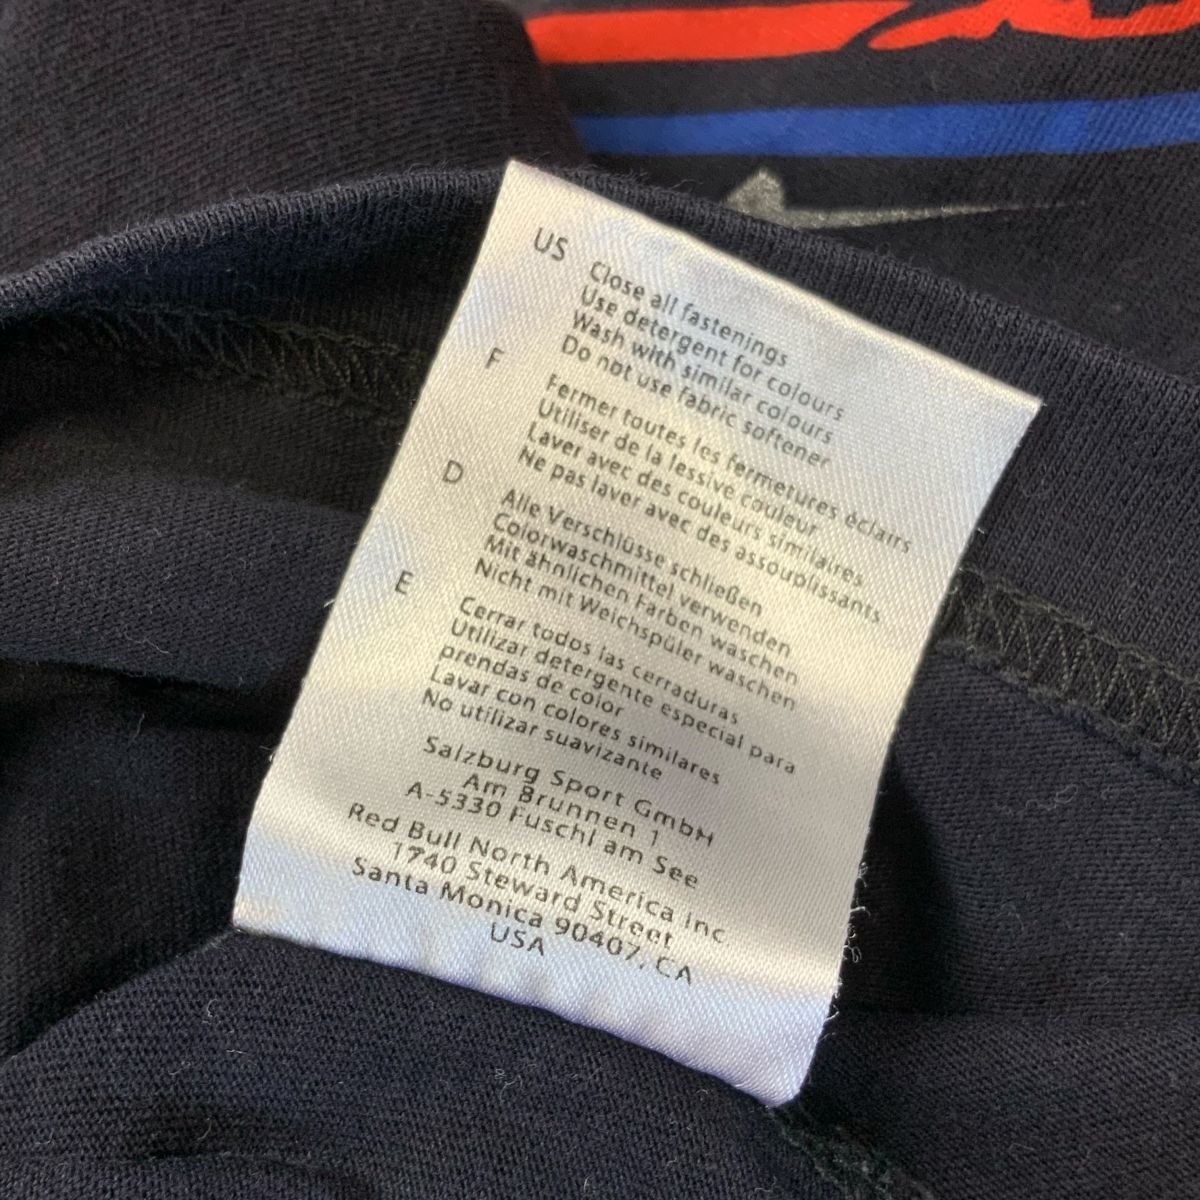 US
Close all fastenings
Use detergent for colours
Wash with similar colours
Do not use fabric softener
F
Fermer toutes les fermetures éclairs
Utiliser de la lessive couleur
Laver avec des couleurs similaires
Ne pas laver avec des assouplissants
D
Alle Verschlüsse schließen
Colorwaschmittel verwenden
Mit ähnlichen Farben waschen
Nicht mit Weichspüler waschen
E
Cerrar todos las cerraduras
Utilizar detergente especial para
prendas de color
Lavar con colores similares
No utilizar suavizante
Salzburg Sport GmbH
Am Brunnen 1
A-5330 Fuschl am See
Red Bull North America Inc
1740 Steward Street
Santa Monica 90407, CA
USA